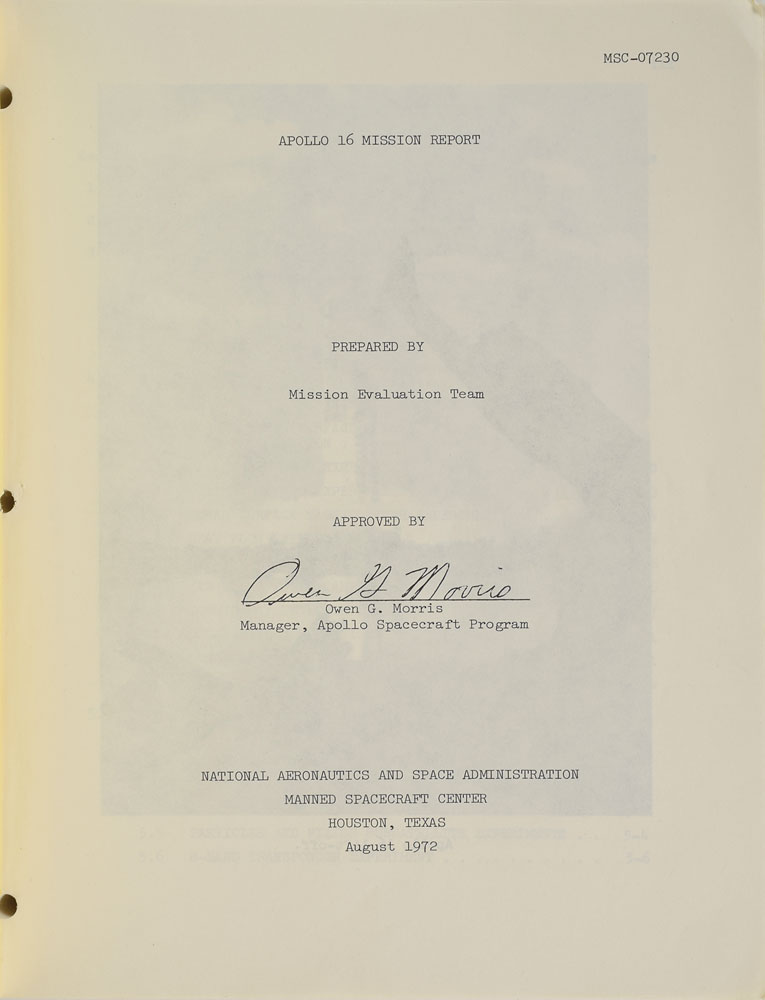 MSC-07230
APOLLO 16 MISSION REPORT
PREPARED BY
Mission Evaluation Team
APPROVED BY
Owen G Morris
Owen G. Morris
Manager, Apollo Spacecraft Program
NATIONAL AERONAUTICS AND SPACE ADMINISTRATION
MANNED SPACECRAFT CENTER
HOUSTON, TEXAS
August 1972